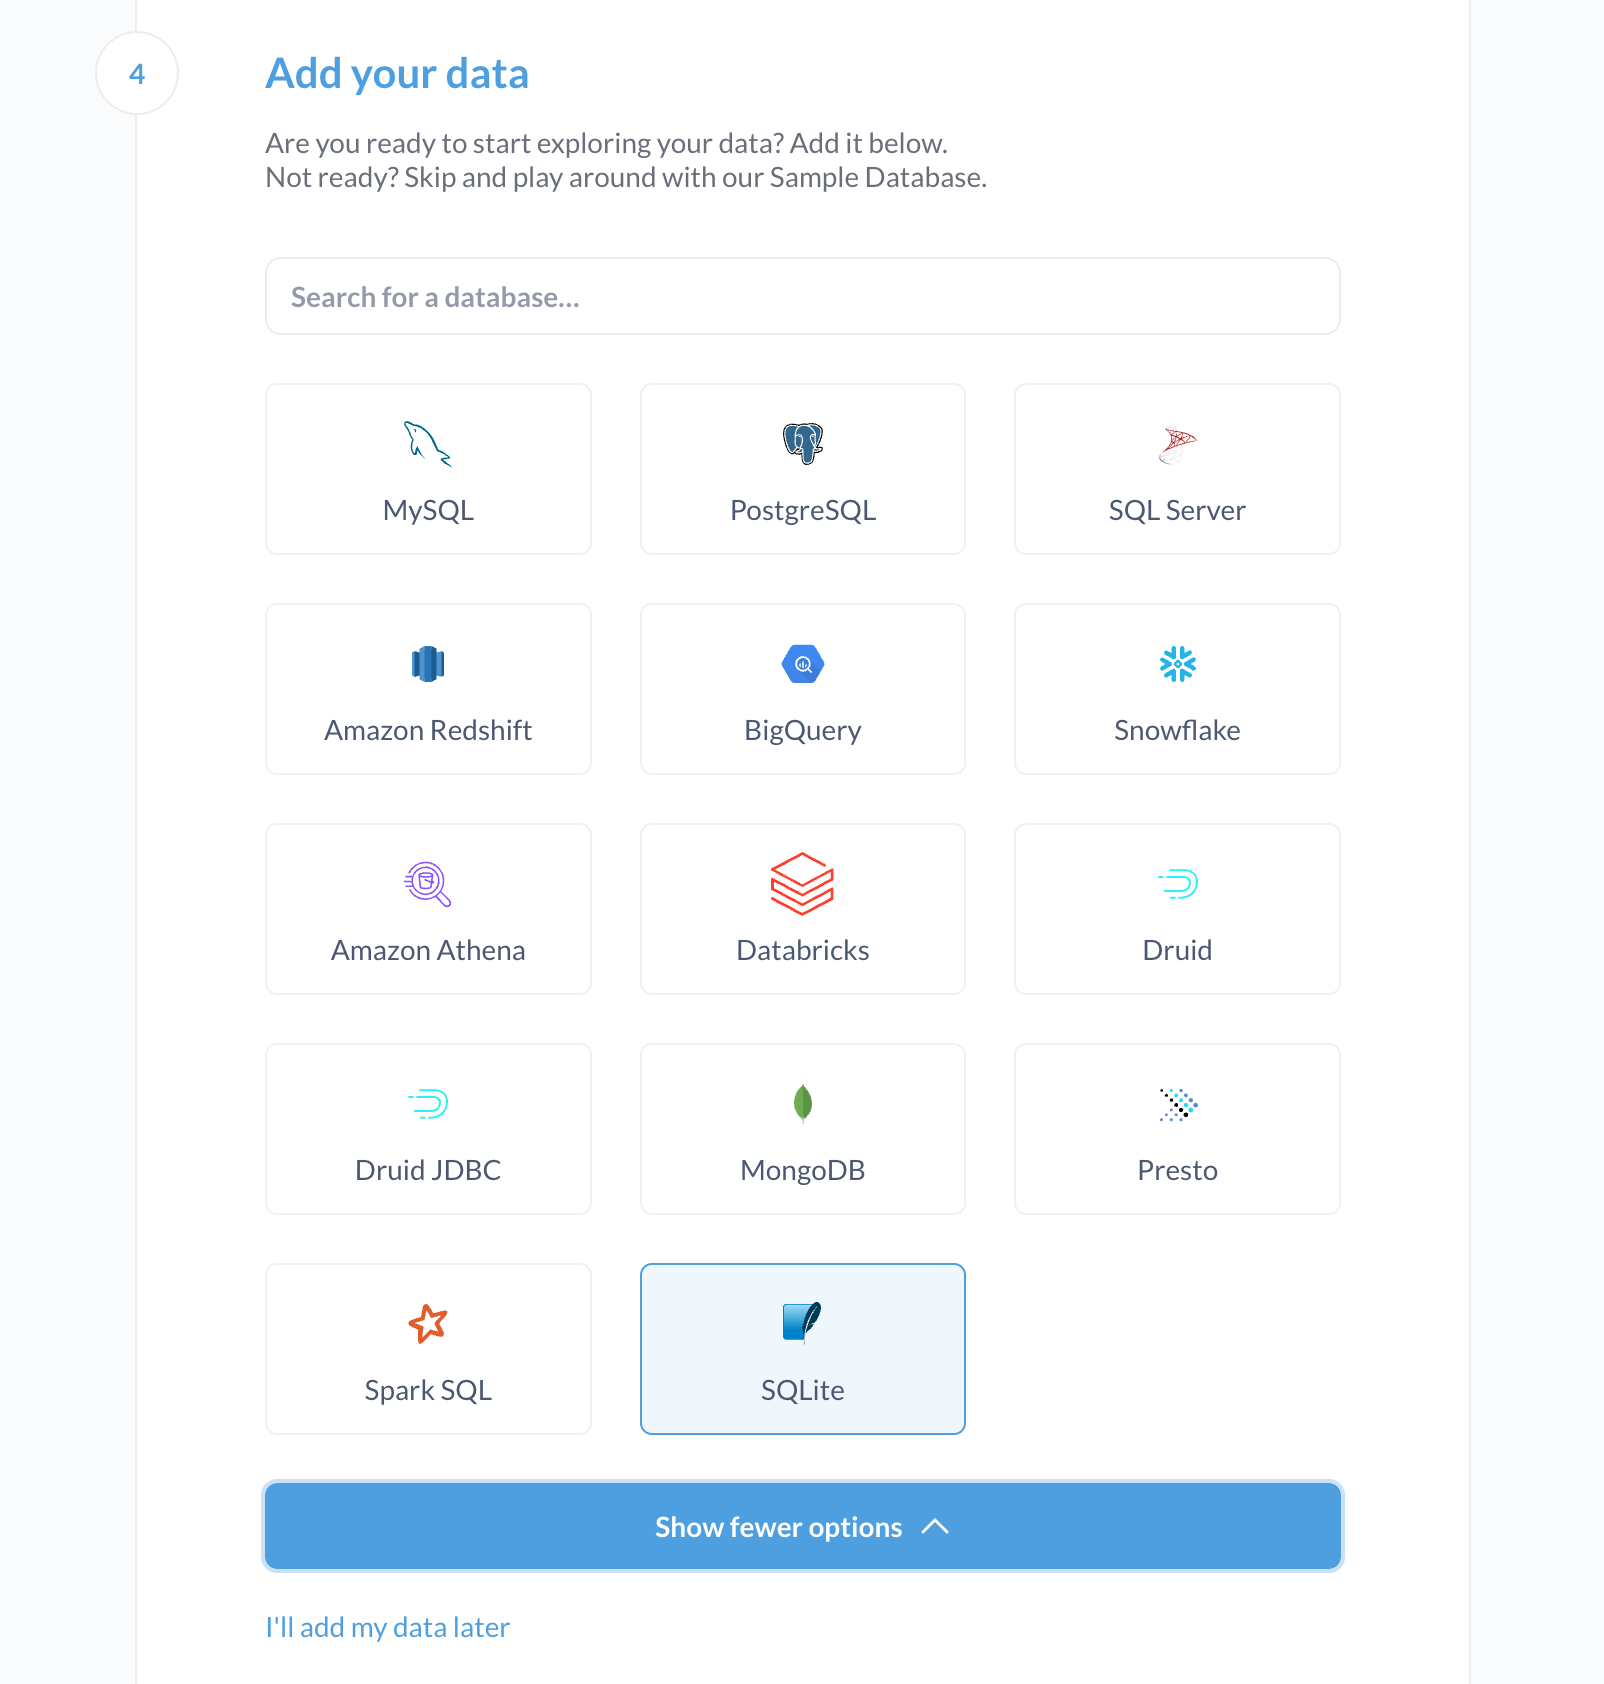 4
Add your data
Are you ready to start exploring your data? Add it below.
Not ready? Skip and play around with our Sample Database.
Search for a database...
MySQL
PostgreSQL
SQL Server
Amazon Redshift
BigQuery
Snowflake
Amazon Athena
Databricks
Druid
Druid JDBC
MongoDB
Presto
Spark SQL
SQLite
Show fewer options
I'll add my data later